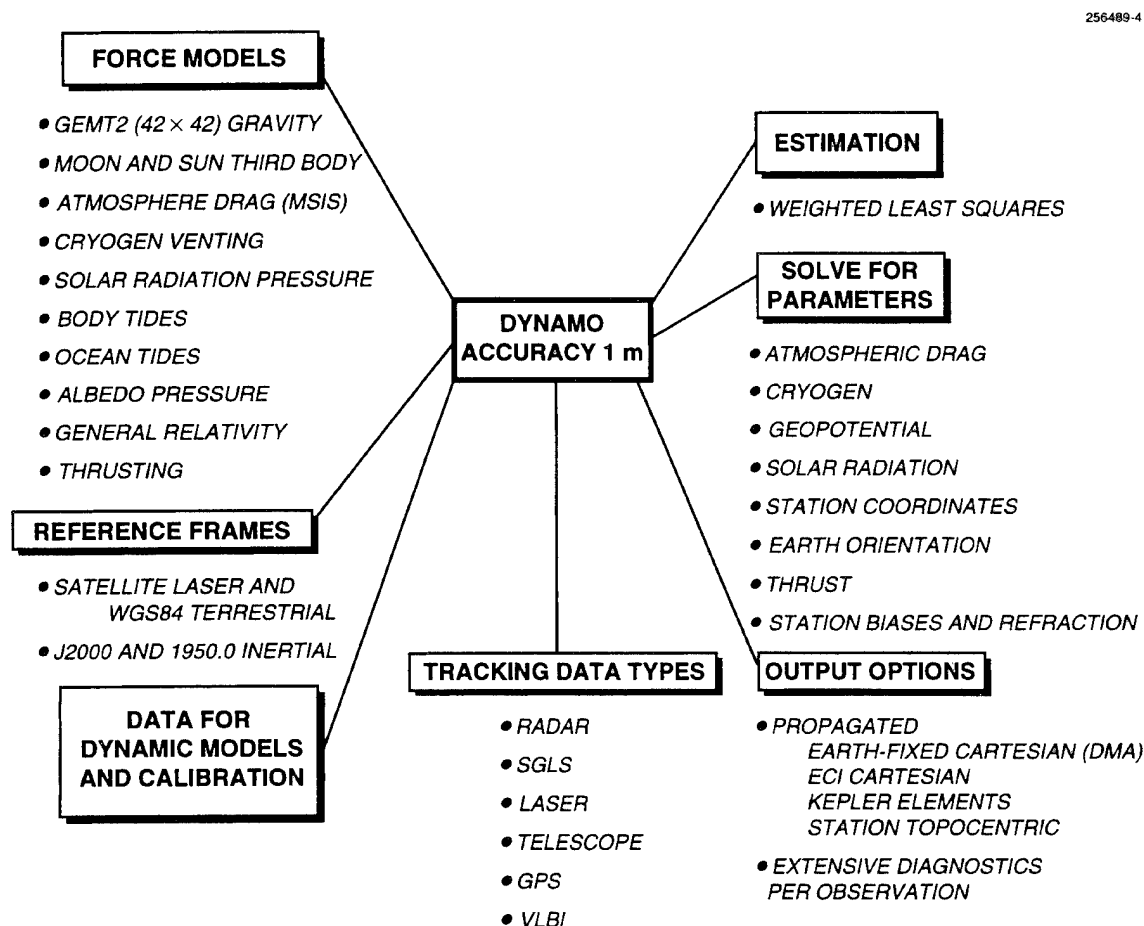 256489-4
FORCE MODELS
• GEMT2 (42 × 42) GRAVITY
• MOON AND SUN THIRD BODY
• ATMOSPHERE DRAG (MSIS)
• CRYOGEN VENTING
• SOLAR RADIATION PRESSURE
• BODY TIDES
• OCEAN TIDES
• ALBEDO PRESSURE
• GENERAL RELATIVITY
• THRUSTING
REFERENCE FRAMES
• SATELLITE LASER AND
WGS84 TERRESTRIAL
• J2000 AND 1950.0 INERTIAL
DATA FOR
DYNAMIC MODELS
AND CALIBRATION
DYNAMO
ACCURACY 1 m
TRACKING DATA TYPES
• RADAR
• SGLS
• LASER
• TELESCOPE
• GPS
• VLBI
ESTIMATION
• WEIGHTED LEAST SQUARES
SOLVE FOR
PARAMETERS
• ATMOSPHERIC DRAG
• CRYOGEN
• GEOPOTENTIAL
• SOLAR RADIATION
• STATION COORDINATES
• EARTH ORIENTATION
• THRUST
• STATION BIASES AND REFRACTION
OUTPUT OPTIONS
• PROPAGATED
EARTH-FIXED CARTESIAN (DMA)
ECI CARTESIAN
KEPLER ELEMENTS
STATION TOPOCENTRIC
• EXTENSIVE DIAGNOSTICS
PER OBSERVATION